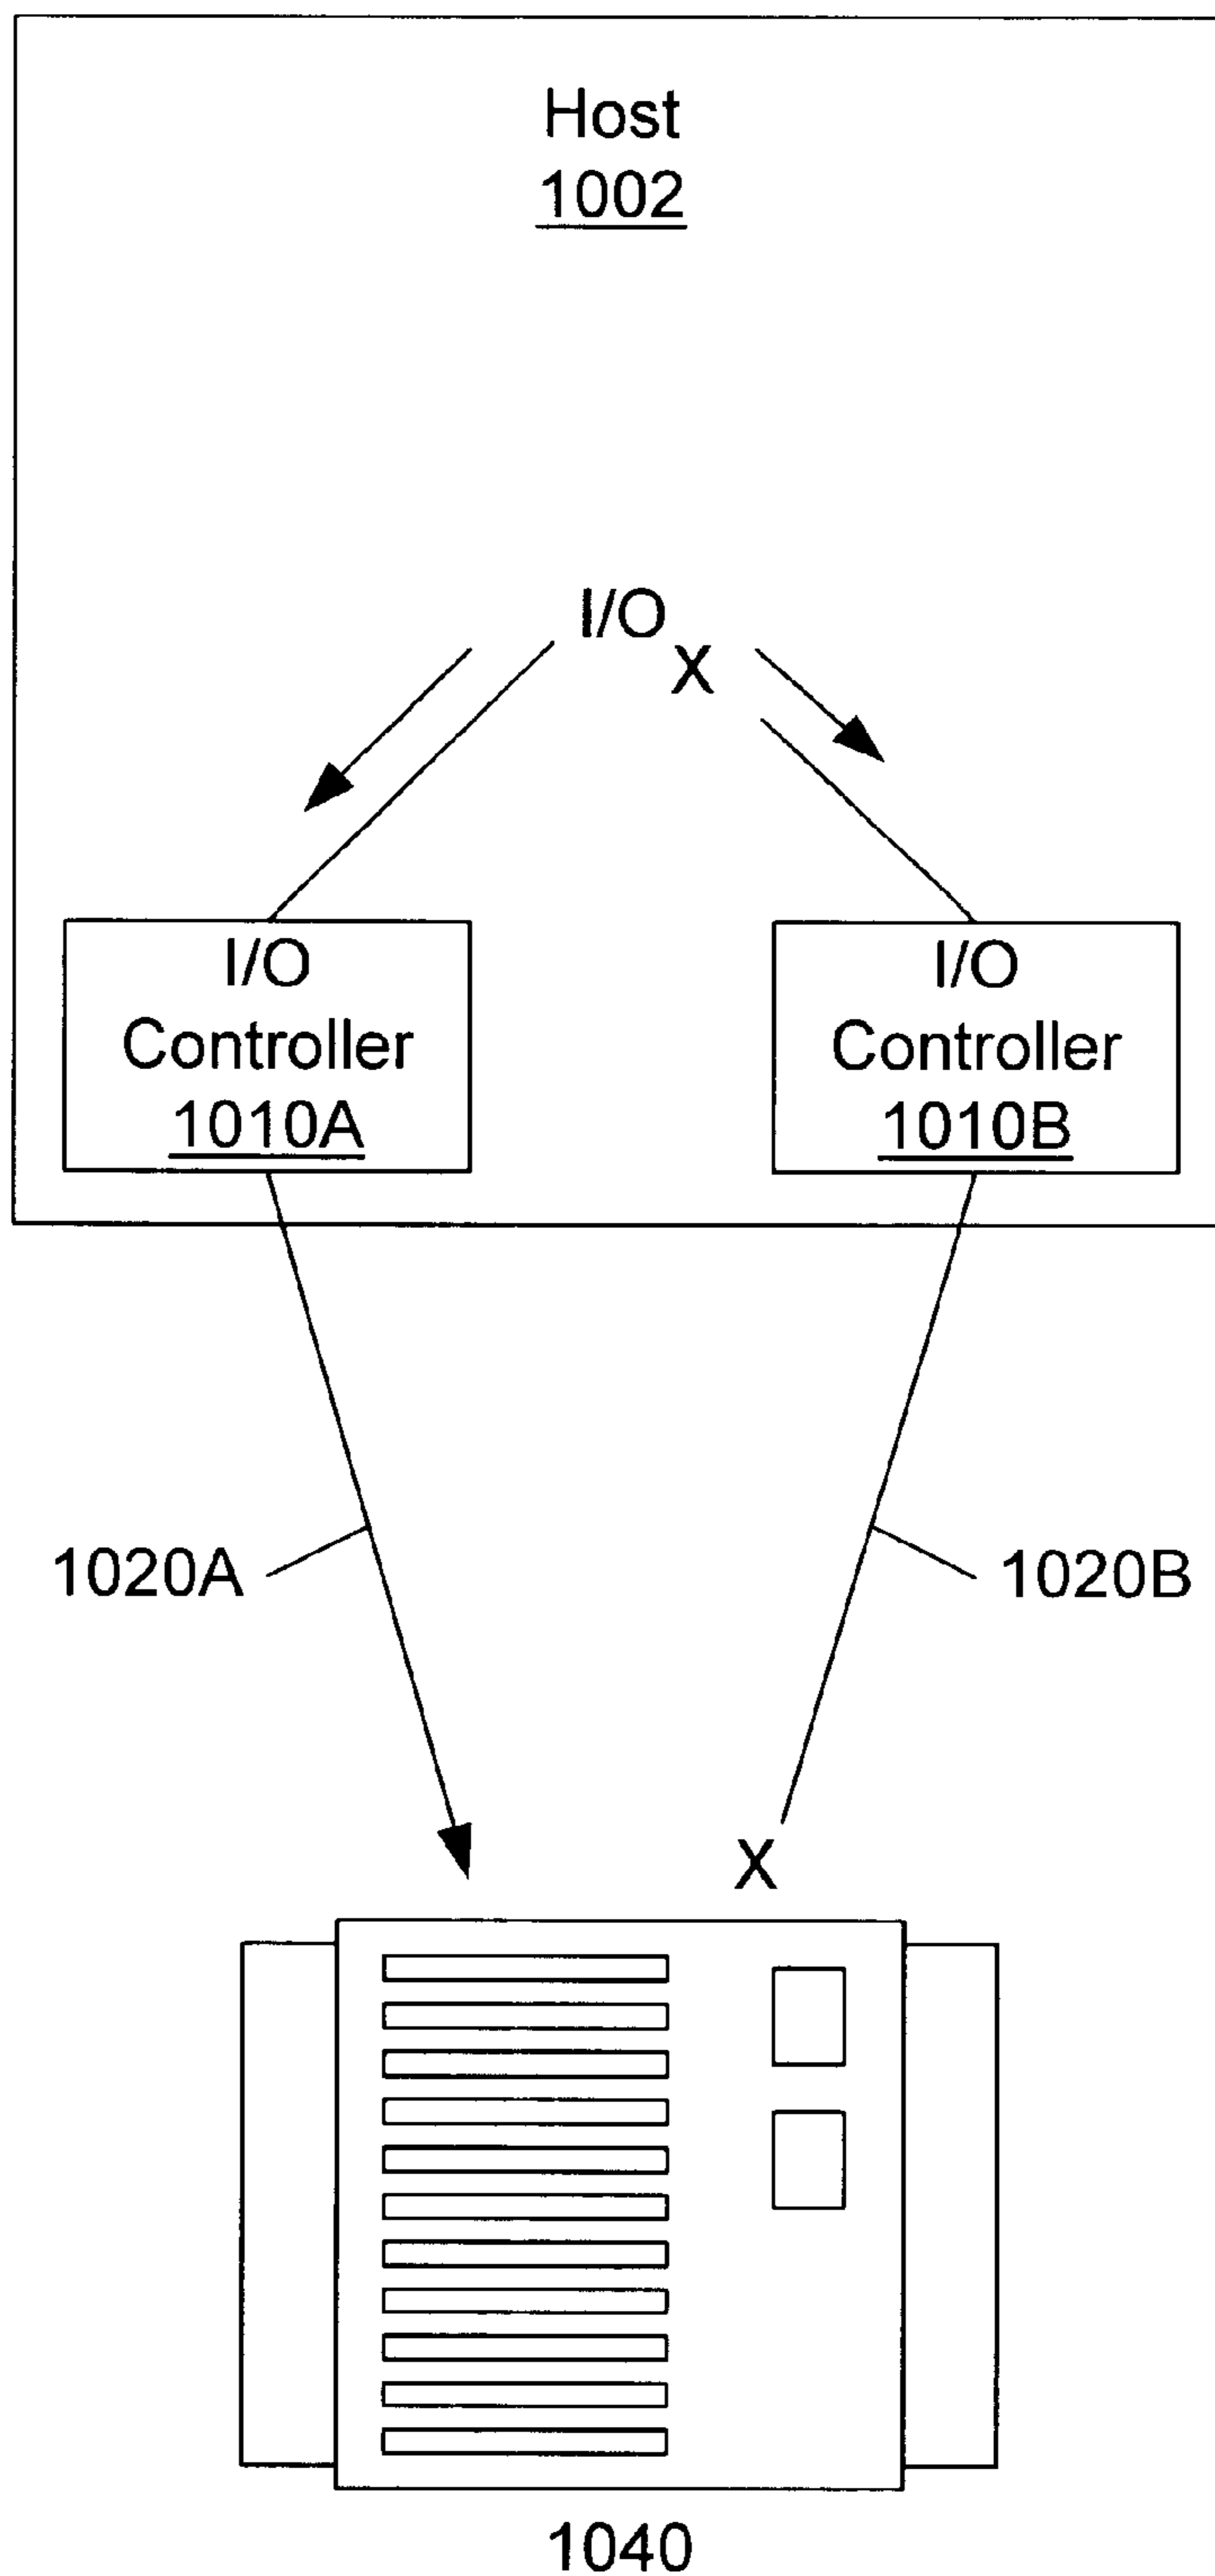 Host
1002
I/O
X
I/O
Controller
1010A
I/O
Controller
1010B
1020A
1020B
X
1040